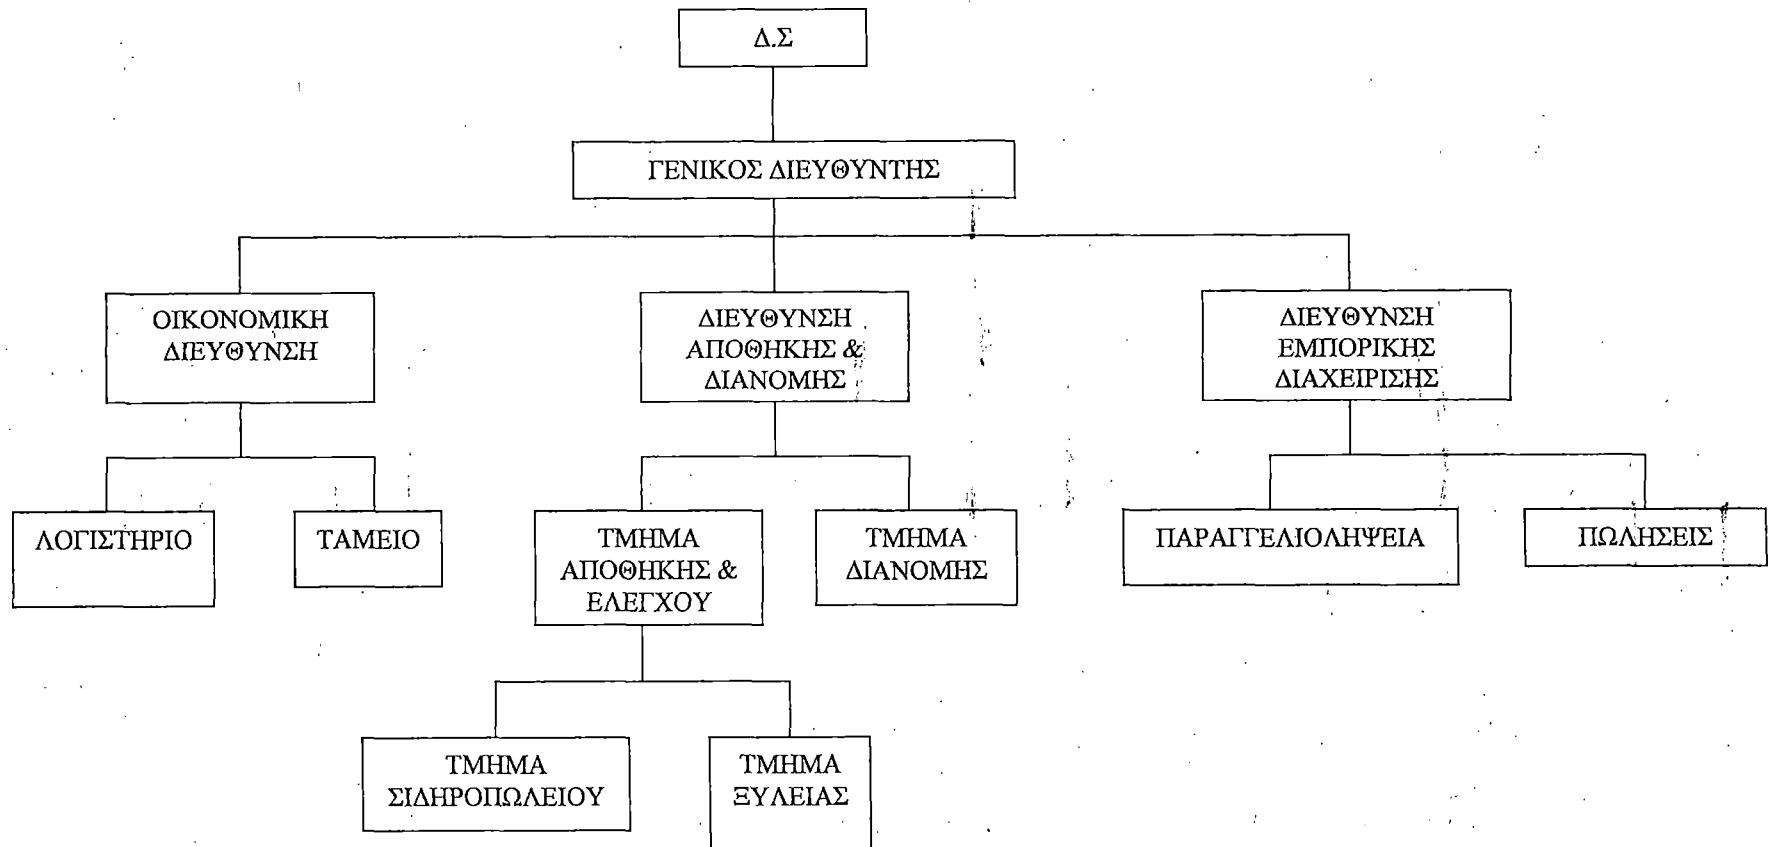 Δ.Σ
ΓΕΝΙΚΟΣ ΔΙΕΥΘΥΝΤΗΣ
ΟΙΚΟΝΟΜΙΚΗ
ΔΙΕΥΘΥΝΣΗ
ΔΙΕΥΘΥΝΣΗ
ΑΠΟΘΗΚΗΣ &
ΔΙΑΝΟΜΗΣ
ΔΙΕΥΘΥΝΣΗ
ΕΜΠΟΡΙΚΗΣ
ΔΙΑΧΕΙΡΙΣΗΣ
ΛΟΓΙΣΤΗΡΙΟ
ΤΑΜΕΙΟ
ΤΜΗΜΑ
ΑΠΟΘΗΚΗΣ &
ΕΛΕΓΧΟΥ
ΤΜΗΜΑ
ΔΙΑΝΟΜΗΣ
ΠΑΡΑΓΓΕΛΙΟΛΗΨΕΙΑ
ΠΩΛΗΣΕΙΣ
ΤΜΗΜΑ
ΣΙΔΗΡΟΠΩΛΕΙΟΥ
ΤΜΗΜΑ
ΞΥΛΕΙΑΣ